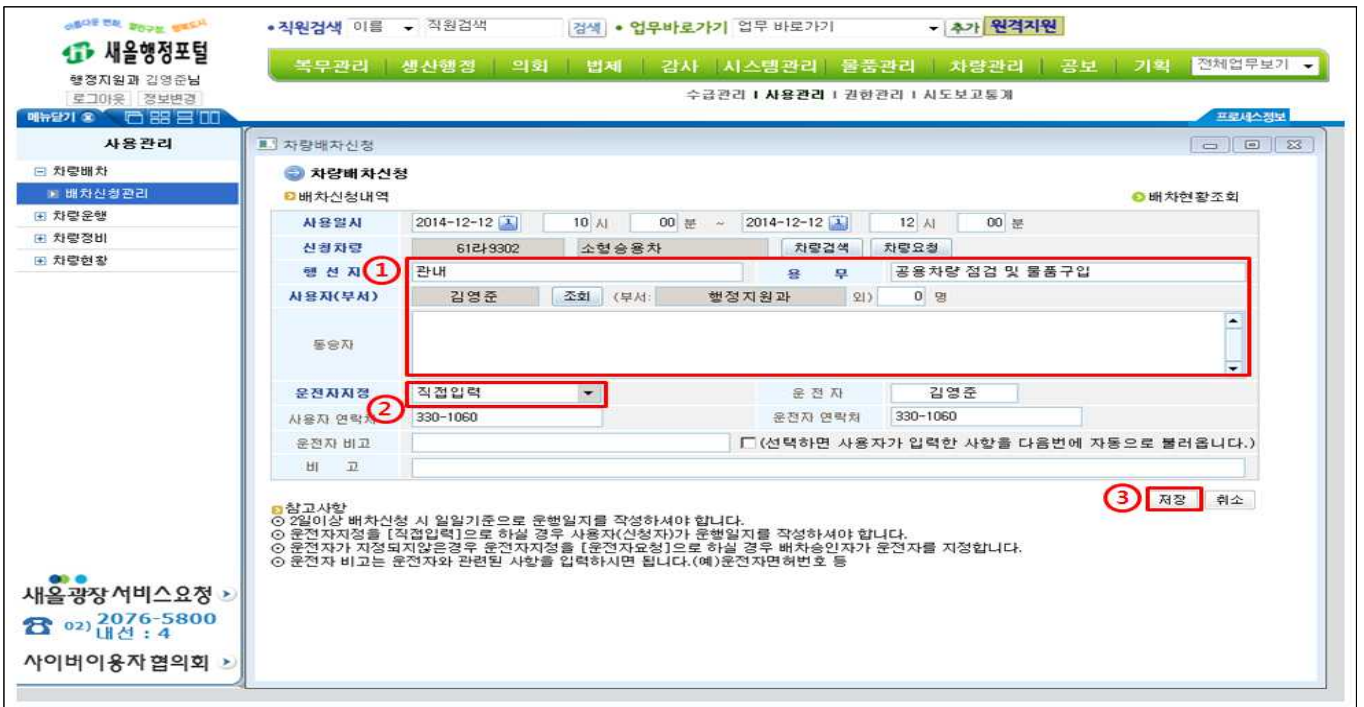 아름다운 변화, 열린구정, 행복도시
•직원검색 이름 직원검색 검색 •업무바로가기 업무 바로가기 추가 원격지원
새올행정포털
복무관리 생산행정 의회 법제 감사 시스템관리 물품관리 차량관리 공보 기획 전체업무보기
행정지원과 김영준님
로그아웃 정보변경
수급관리 I 사용관리 I 권한관리 I 시도보고통계
메뉴닫기 프로세스정보
사용관리
차량배차
배차신청관리
차량운행
차량정비
차량현황
차량배차신청
차량배차신청
배차신청내역 배차현황조회
사용일시 2014-12-12 10 시 00 분 ~ 2014-12-12 12 시 00 분
신청차량 61라9302 소형승용차 차량검색 차량요청
행 선 지 ① 관내 용 무 공용차량 점검 및 물품구입
사용자(부서) 김영준 조회 (부서: 행정지원과 외) 0 명
동승자
운전자지정 직접입력 운 전 자 김영준
②
사용자 연락처 330-1060 운전자 연락처 330-1060
운전자 비고 (선택하면 사용자가 입력한 사항을 다음번에 자동으로 불러옵니다.)
비 고
③ 저장 취소
참고사항
⊙ 2일이상 배차신청 시 일일기준으로 운행일지를 작성하셔야 합니다.
⊙ 운전자지정을 [직접입력]으로 하실 경우 사용자(신청자)가 운행일지를 작성하셔야 합니다.
⊙ 운전자가 지정되지않은경우 운전자지정을 [운전자요청]으로 하실 경우 배차승인자가 운전자를 지정합니다.
⊙ 운전자 비고는 운전자와 관련된 사항을 입력하시면 됩니다.(예)운전자면허번호 등
새올광장서비스요청
02) 2076-5800
내선 : 4
사이버이용자협의회